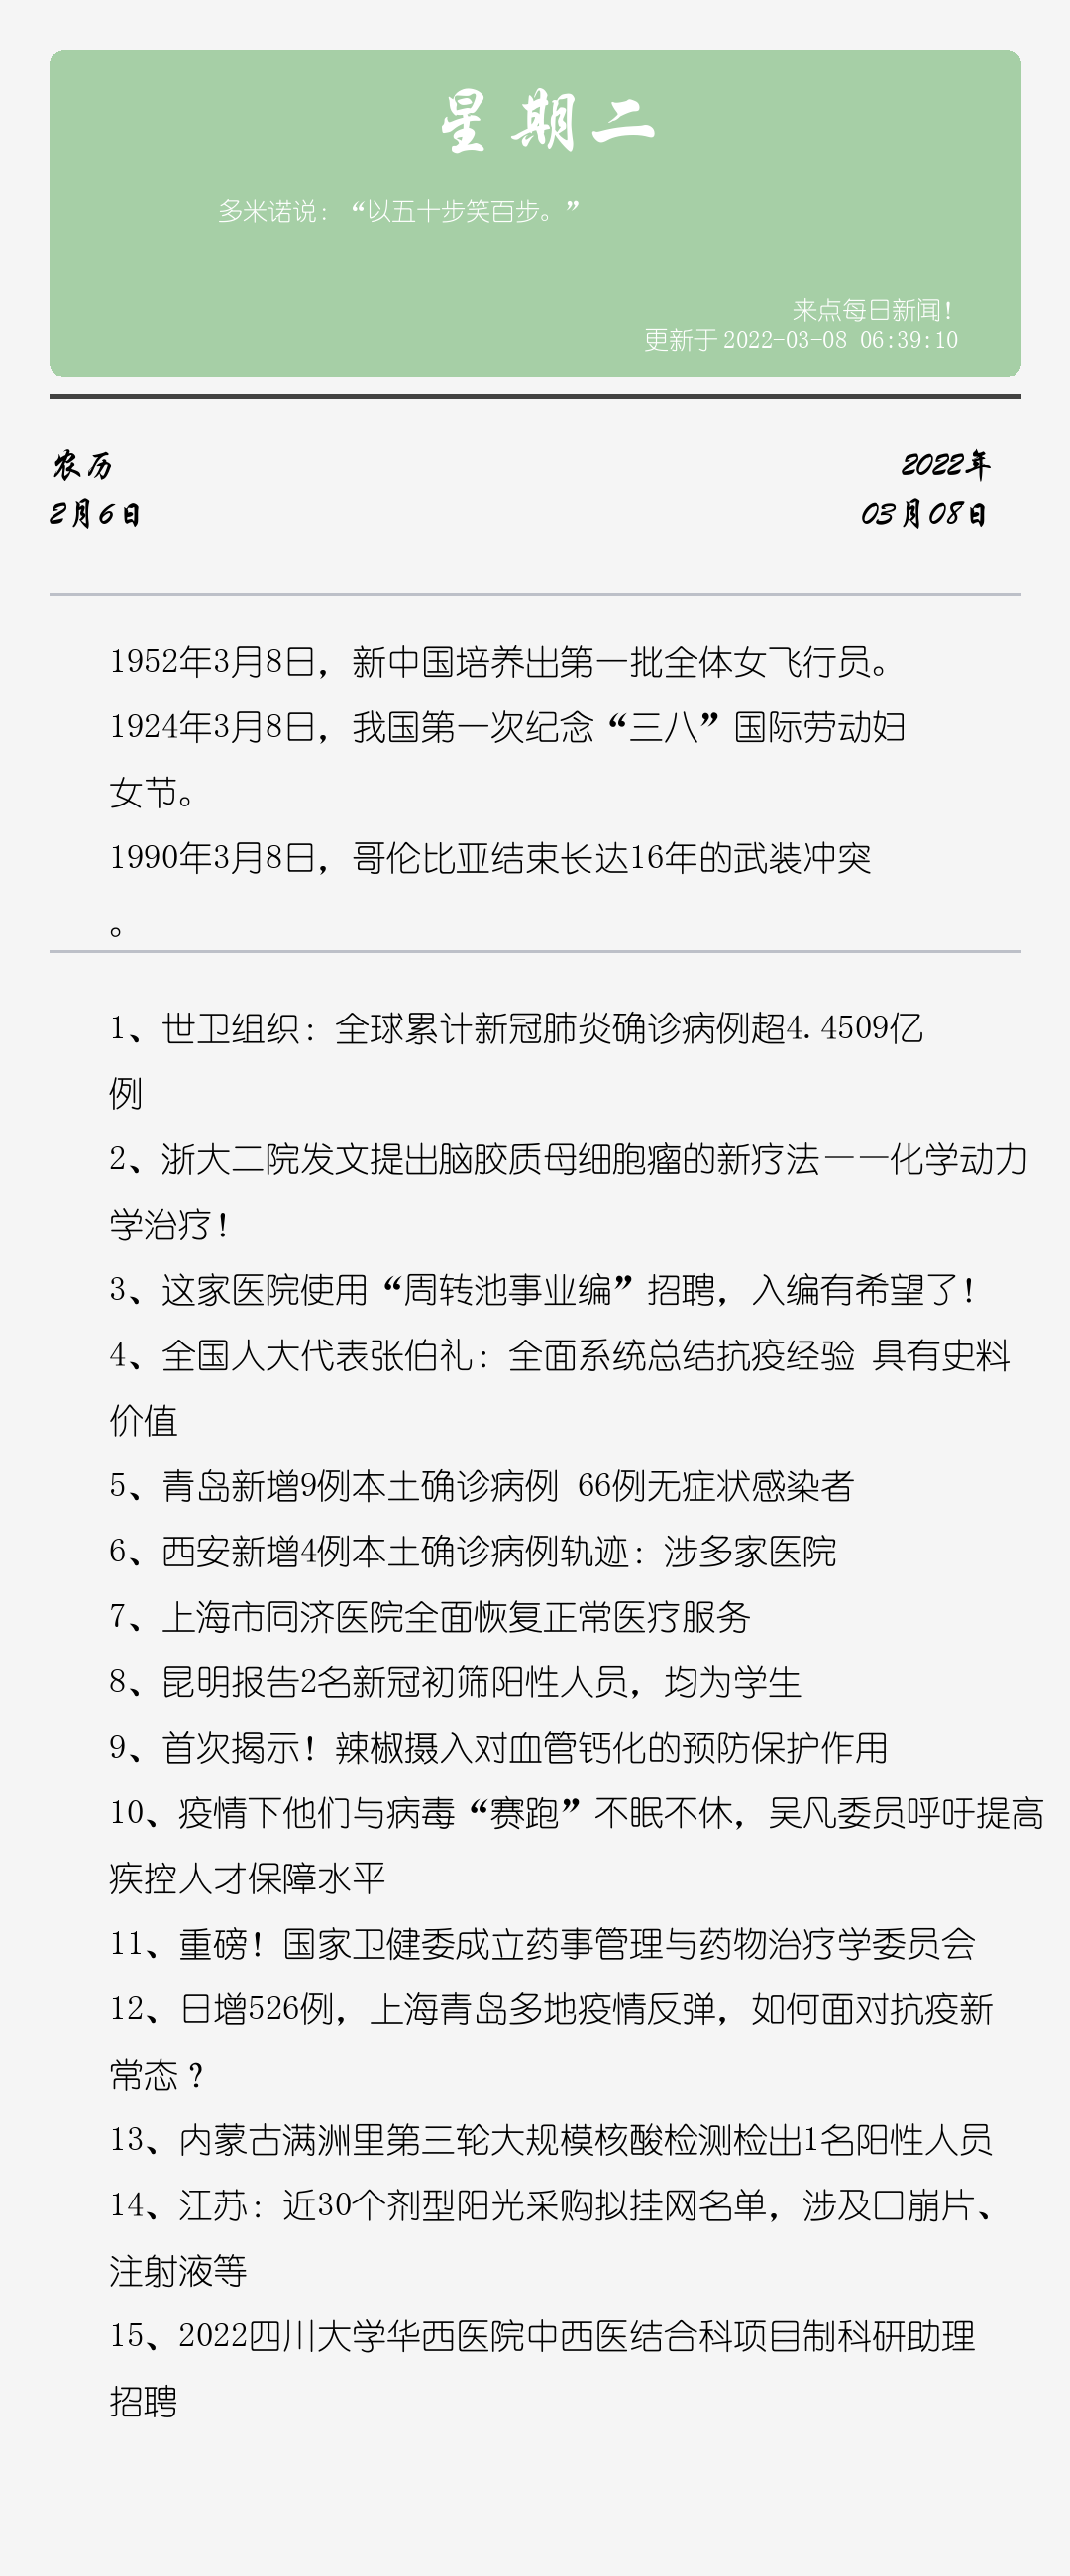 星期二
多米诺说：“以五十步笑百步。”
来点每日新闻！
更新于 2022-03-08 06:39:10
农历
2月6日
2022年
03月08日
1952年3月8日，新中国培养出第一批全体女飞行员。
1924年3月8日，我国第一次纪念“三八”国际劳动妇
女节。
1990年3月8日，哥伦比亚结束长达16年的武装冲突
。
1、世卫组织：全球累计新冠肺炎确诊病例超4.4509亿
例
2、浙大二院发文提出脑胶质母细胞瘤的新疗法——化学动力
学治疗！
3、这家医院使用“周转池事业编”招聘，入编有希望了！
4、全国人大代表张伯礼：全面系统总结抗疫经验 具有史料
价值
5、青岛新增9例本土确诊病例 66例无症状感染者
6、西安新增4例本土确诊病例轨迹：涉多家医院
7、上海市同济医院全面恢复正常医疗服务
8、昆明报告2名新冠初筛阳性人员，均为学生
9、首次揭示！辣椒摄入对血管钙化的预防保护作用
10、疫情下他们与病毒“赛跑”不眠不休，吴凡委员呼吁提高
疾控人才保障水平
11、重磅！国家卫健委成立药事管理与药物治疗学委员会
12、日增526例，上海青岛多地疫情反弹，如何面对抗疫新
常态？
13、内蒙古满洲里第三轮大规模核酸检测检出1名阳性人员
14、江苏：近30个剂型阳光采购拟挂网名单，涉及口崩片、
注射液等
15、2022四川大学华西医院中西医结合科项目制科研助理
招聘